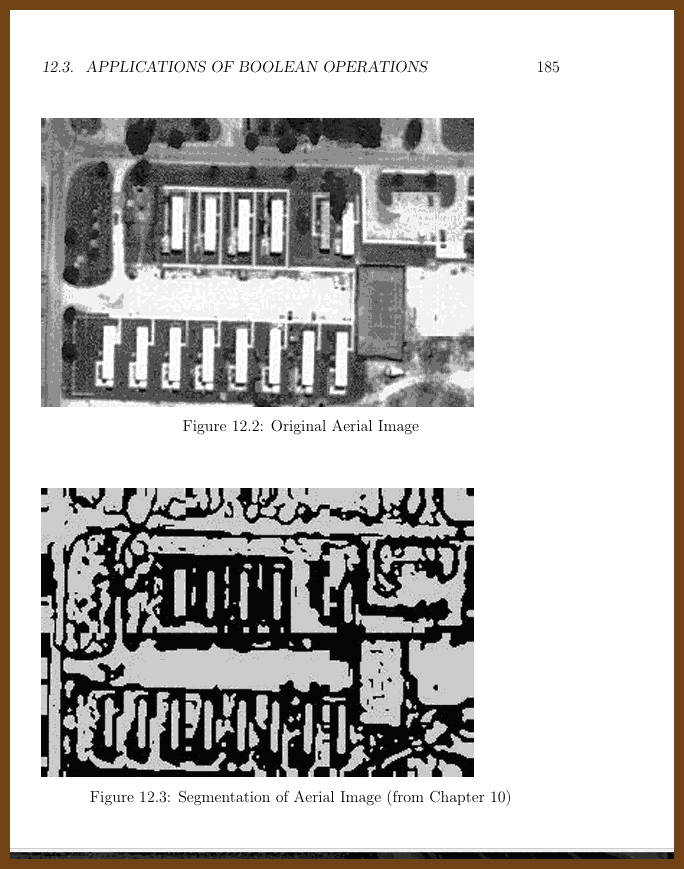 12.3. APPLICATIONS OF BOOLEAN OPERATIONS 185
Figure 12.2: Original Aerial Image
Figure 12.3: Segmentation of Aerial Image (from Chapter 10)